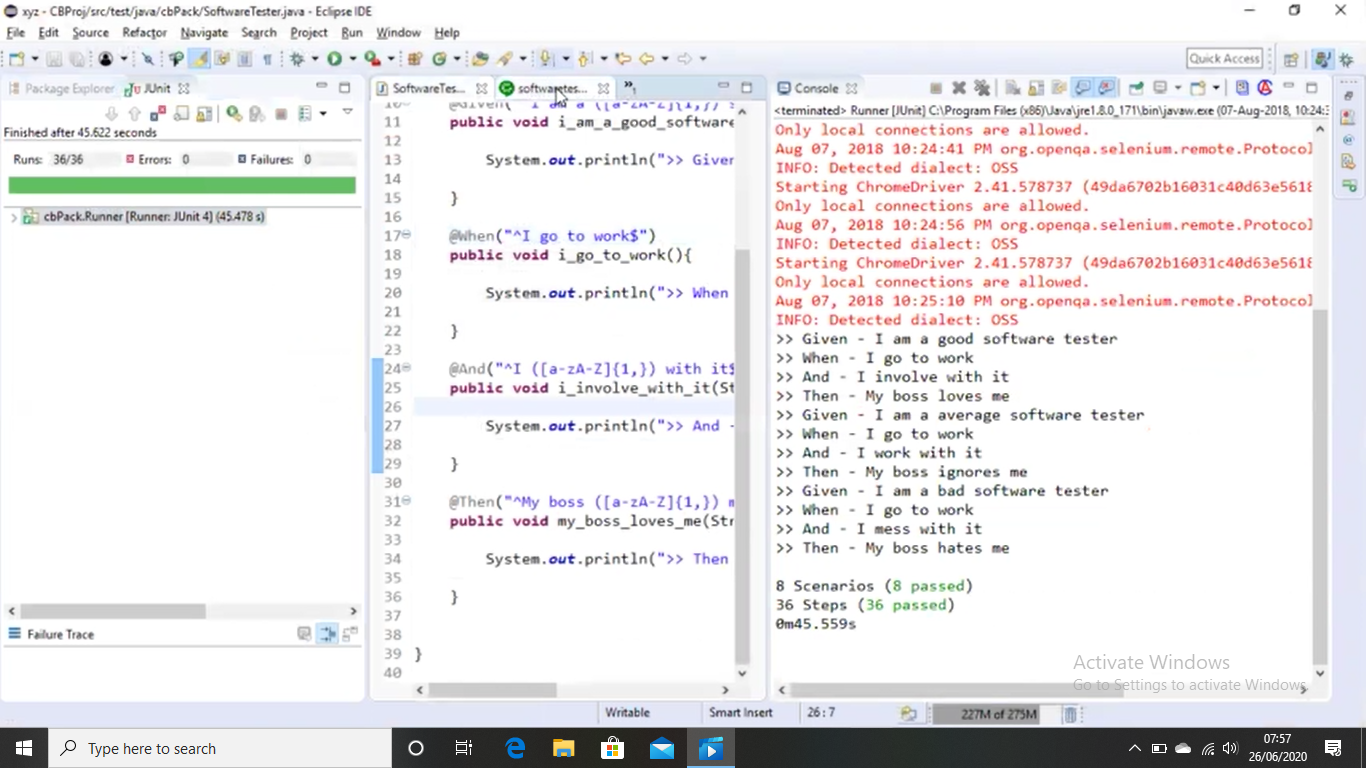 xyz - CBProj/src/test/java/cbPack/SoftwareTester.java - Eclipse IDE
File Edit Source Refactor Navigate Search Project Run Window Help
Quick Access
Package Explorer JUnit
Finished after 45.622 seconds
Runs: 36/36 Errors: 0 Failures: 0
cbPack.Runner [Runner: JUnit 4] (45.478 s)
Failure Trace
SoftwareTes... softwaretes... »1
11 public void i_am_a_good_software
12
13 System.out.println(">> Given
14
15 }
16
17 @When("^I go to work$")
18 public void i_go_to_work(){
19
20 System.out.println(">> When
21
22 }
23
24 @And("^I ([a-zA-Z]{1,}) with it$
25 public void i_involve_with_it(St
26
27 System.out.println(">> And -
28
29 }
30
31 @Then("^My boss ([a-zA-Z]{1,}) m
32 public void my_boss_loves_me(Str
33
34 System.out.println(">> Then
35
36 }
37
38
39 }
40
Console
<terminated> Runner [JUnit] C:\Program Files (x86)\Java\jre1.8.0_171\bin\javaw.exe (07-Aug-2018, 10:24:3
Only local connections are allowed.
Aug 07, 2018 10:24:41 PM org.openqa.selenium.remote.Protocol
INFO: Detected dialect: OSS
Starting ChromeDriver 2.41.578737 (49da6702b16031c40d63e5618
Only local connections are allowed.
Aug 07, 2018 10:24:56 PM org.openqa.selenium.remote.Protocol
INFO: Detected dialect: OSS
Starting ChromeDriver 2.41.578737 (49da6702b16031c40d63e5618
Only local connections are allowed.
Aug 07, 2018 10:25:10 PM org.openqa.selenium.remote.Protocol
INFO: Detected dialect: OSS
>> Given - I am a good software tester
>> When - I go to work
>> And - I involve with it
>> Then - My boss loves me
>> Given - I am a average software tester
>> When - I go to work
>> And - I work with it
>> Then - My boss ignores me
>> Given - I am a bad software tester
>> When - I go to work
>> And - I mess with it
>> Then - My boss hates me
8 Scenarios (8 passed)
36 Steps (36 passed)
0m45.559s
Activate Windows
Go to Settings to activate Windows.
Writable Smart Insert 26:7 227M of 275M
Type here to search
07:57
26/06/2020